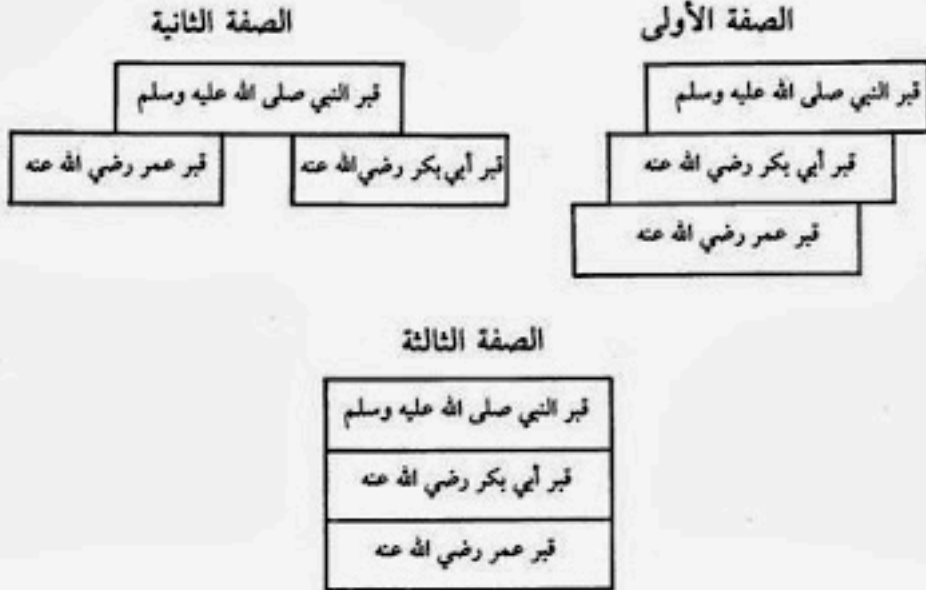 الصفة الأولى
قبر النبي صلى الله عليه وسلم
قبر أبي بكر رضي الله عنه
قبر عمر رضي الله عنه
الصفة الثانية
قبر النبي صلى الله عليه وسلم
قبر أبي بكر رضي الله عنه
قبر عمر رضي الله عنه
الصفة الثالثة
قبر النبي صلى الله عليه وسلم
قبر أبي بكر رضي الله عنه
قبر عمر رضي الله عنه